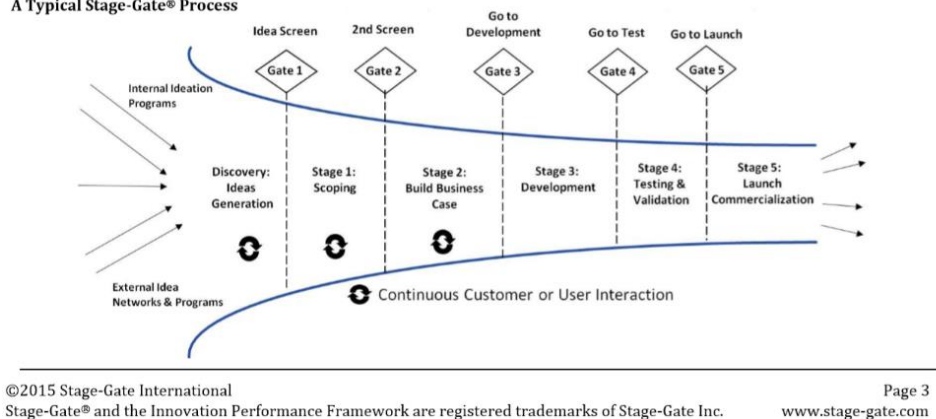 A Typical Stage-Gate® Process
Idea Screen
2nd Screen
Go to
Development
Go to Test
Go to Launch
Gate 1
Gate 2
Gate 3
Gate 4
Gate 5
Internal Ideation
Programs
Discovery:
Ideas
Generation
Stage 1:
Scoping
Stage 2:
Build Business
Case
Stage 3:
Development
Stage 4:
Testing &
Validation
Stage 5:
Launch
Commercialization
External Idea
Networks & Programs
Continuous Customer or User Interaction
©2015 Stage-Gate International
Page 3
Stage-Gate® and the Innovation Performance Framework are registered trademarks of Stage-Gate Inc.
www.stage-gate.com